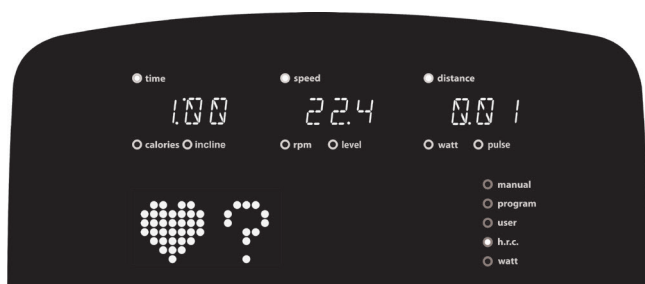 time speed distance
1:00 22.4 0.01
calories incline rpm level watt pulse
manual
program
user
h.r.c.
watt
?